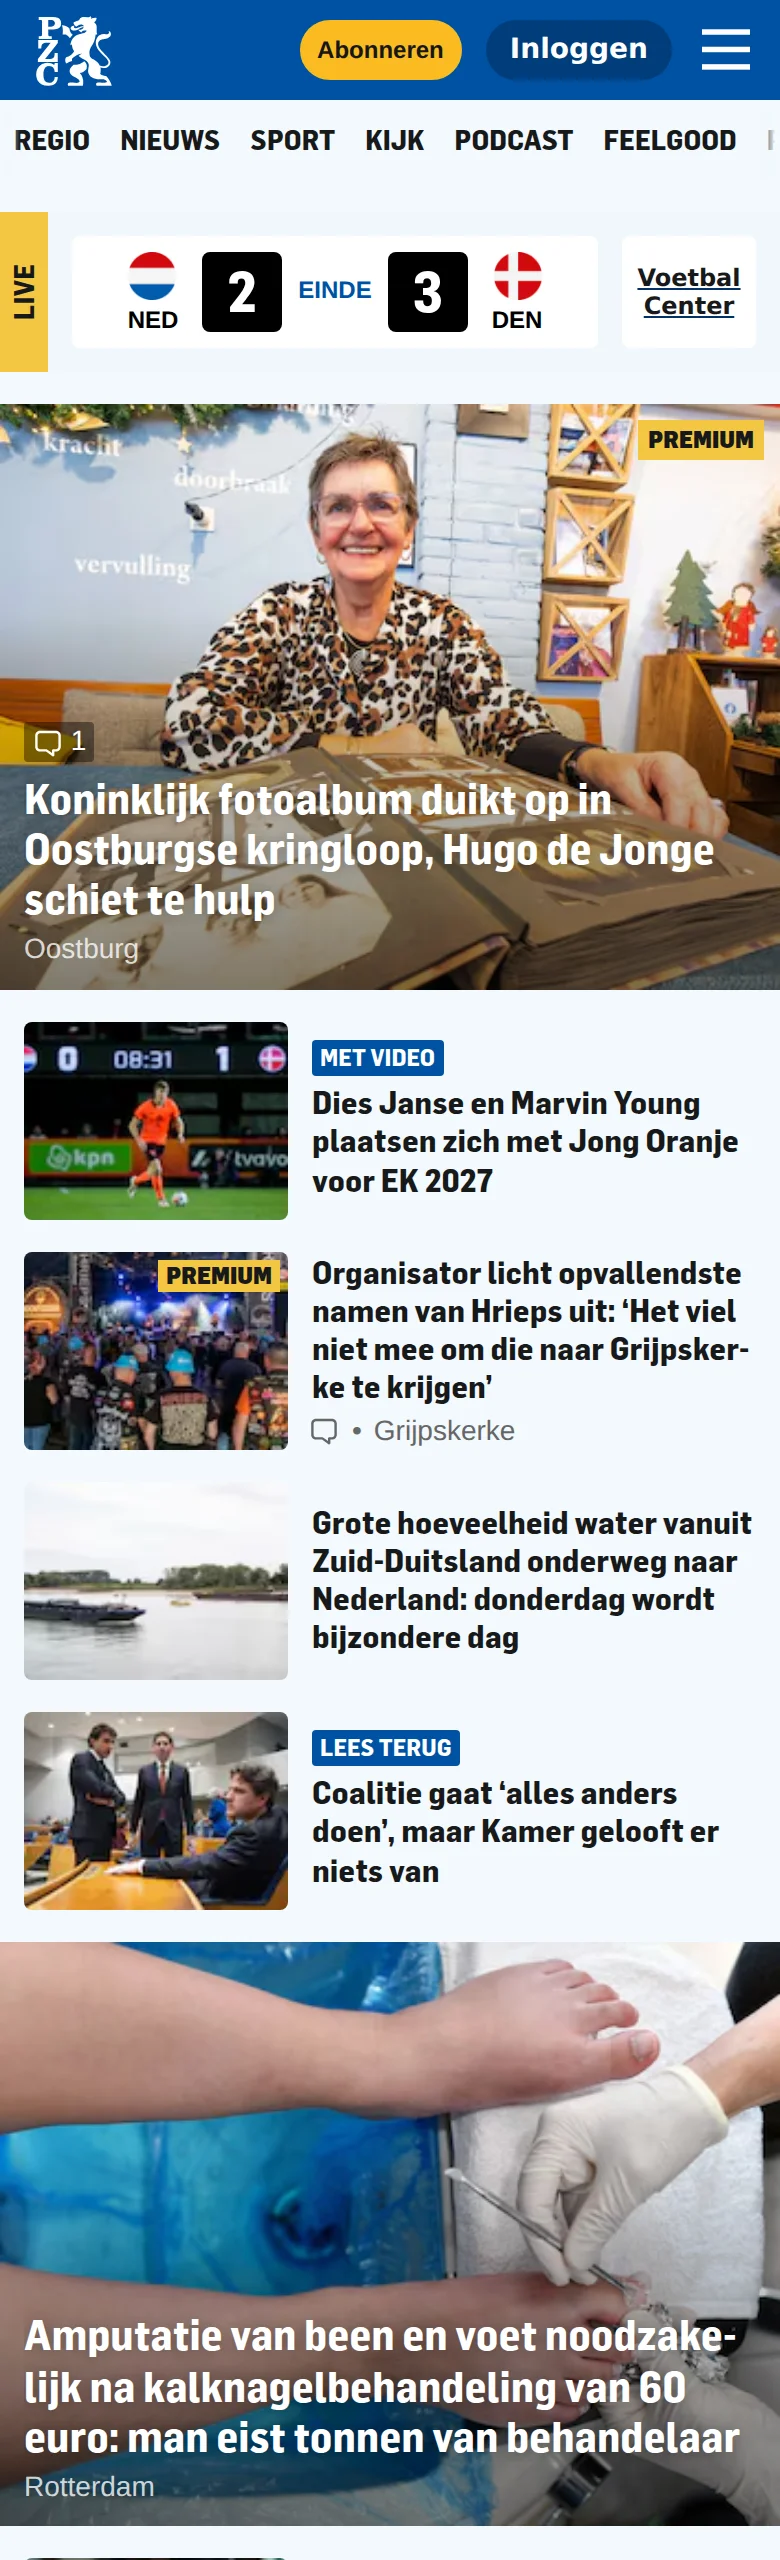 PZC
Abonneren
Inloggen
REGIO NIEUWS SPORT KIJK PODCAST FEELGOOD
LIVE
NED 2 EINDE 3 DEN
Voetbal
Center
kracht
doorbraak
vervulling
PREMIUM
1
Koninklijk fotoalbum duikt op in
Oostburgse kringloop, Hugo de Jonge
schiet te hulp
Oostburg
0 08:31 1
kpn
tvavo
MET VIDEO
Dies Janse en Marvin Young
plaatsen zich met Jong Oranje
voor EK 2027
PREMIUM
Organisator licht opvallendste
namen van Hrieps uit: ‘Het viel
niet mee om die naar Grijpsker-
ke te krijgen’
• Grijpskerke
Grote hoeveelheid water vanuit
Zuid-Duitsland onderweg naar
Nederland: donderdag wordt
bijzondere dag
LEES TERUG
Coalitie gaat ‘alles anders
doen’, maar Kamer gelooft er
niets van
Amputatie van been en voet noodzake-
lijk na kalknagelbehandeling van 60
euro: man eist tonnen van behandelaar
Rotterdam